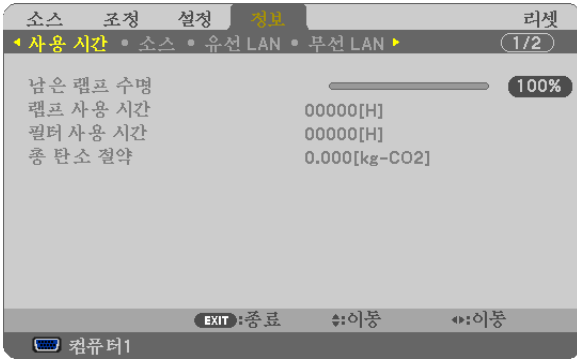 소스 조정 설정 정보 리셋
◂ 사용 시간 • 소스 • 유선 LAN • 무선 LAN ▸ 1/2
남은 램프 수명 100%
램프 사용 시간 00000[H]
필터 사용 시간 00000[H]
총 탄소 절약 0.000[kg-CO2]
EXIT:종료 :이동 :이동
컴퓨터1